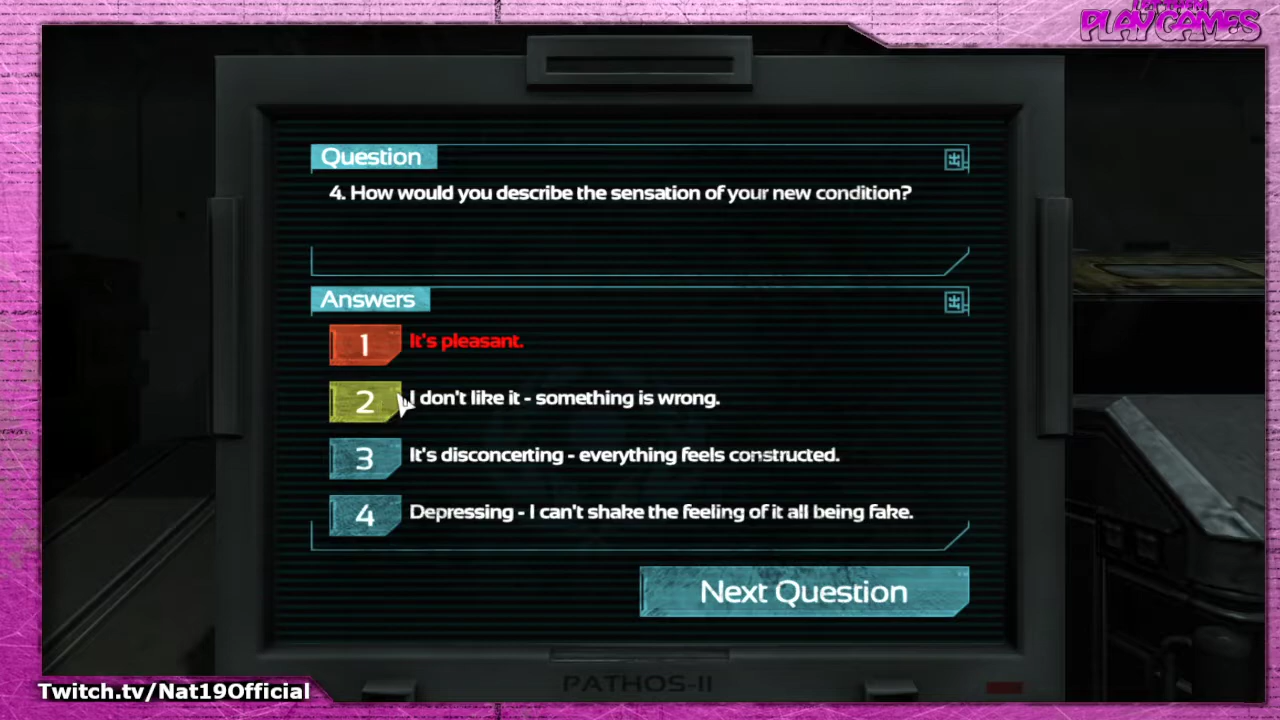 LET THEM
PLAY GAMES
Question
4. How would you describe the sensation of your new condition?
Answers
1 It's pleasant.
2 I don't like it - something is wrong.
3 It's disconcerting - everything feels constructed.
4 Depressing - I can't shake the feeling of it all being fake.
Next Question
PATHOS-II
Twitch.tv/Nat19Official